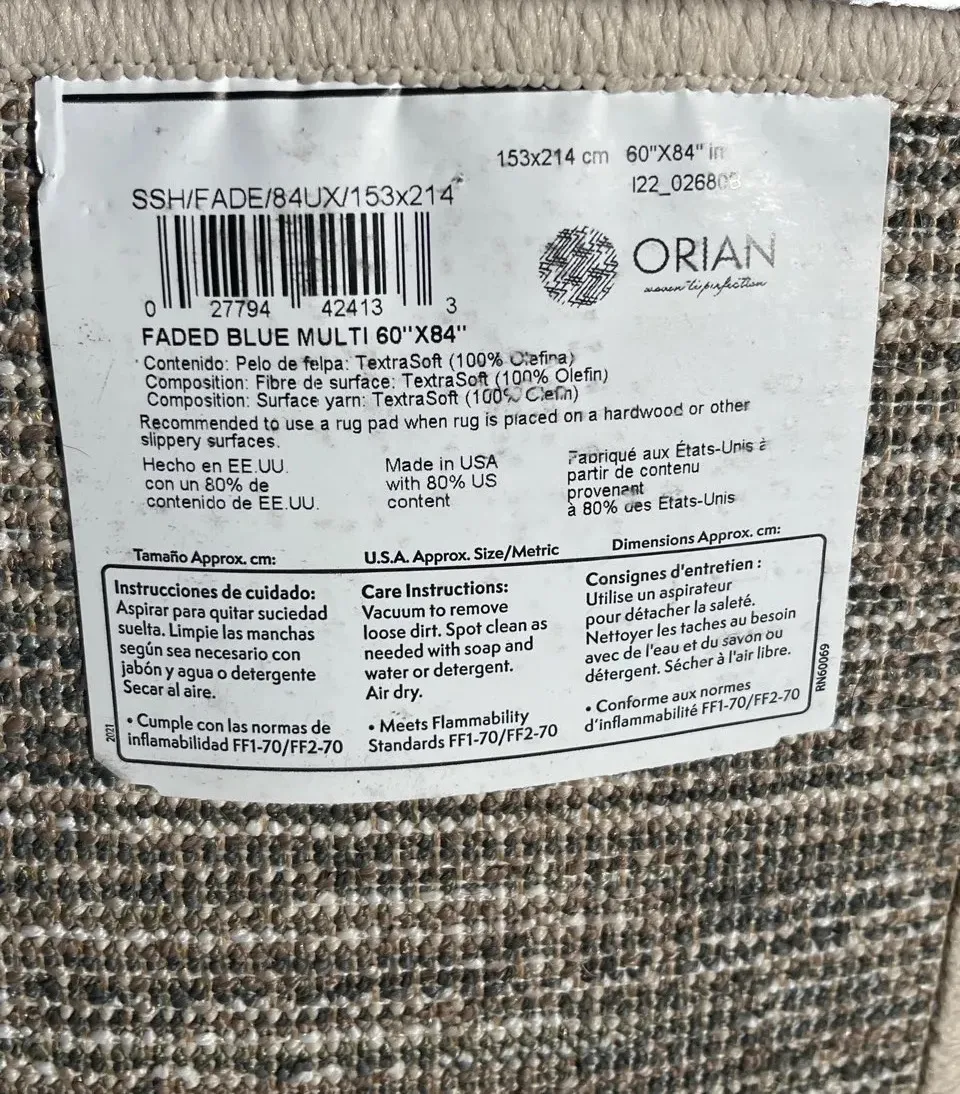 153x214 cm 60"X84" in
SSH/FADE/84UX/153x214
ORIAN
woven to perfection
0 27794 42413 3
FADED BLUE MULTI 60"X84"
Contenido: Pelo de felpa: TextraSoft (100% Olefina)
Composition: Fibre de surface: TextraSoft (100% Olefin)
Composition: Surface yarn: TextraSoft (100% Olefin)
Recommended to use a rug pad when rug is placed on a hardwood or other
slippery surfaces.
Hecho en EE.UU.
con un 80% de
contenido de EE.UU.
Made in USA
with 80% US
content
Fabriqué aux États-Unis à
partir de contenu
provenant
à 80% des États-Unis
Tamaño Approx. cm:
U.S.A. Approx. Size/Metric
Dimensions Approx. cm:
Instrucciones de cuidado:
Aspirar para quitar suciedad
suelta. Limpie las manchas
según sea necesario con
jabón y agua o detergente
Secar al aire.
• Cumple con las normas de
inflamabilidad FF1-70/FF2-70
Care Instructions:
Vacuum to remove
loose dirt. Spot clean as
needed with soap and
water or detergent.
Air dry.
• Meets Flammability
Standards FF1-70/FF2-70
Consignes d'entretien :
Utilise un aspirateur
pour détacher la saleté.
Nettoyer les taches au besoin
avec de l'eau et du savon ou
détergent. Sécher à l'air libre.
• Conforme aux normes
d'inflammabilité FF1-70/FF2-70
2021
RN60069